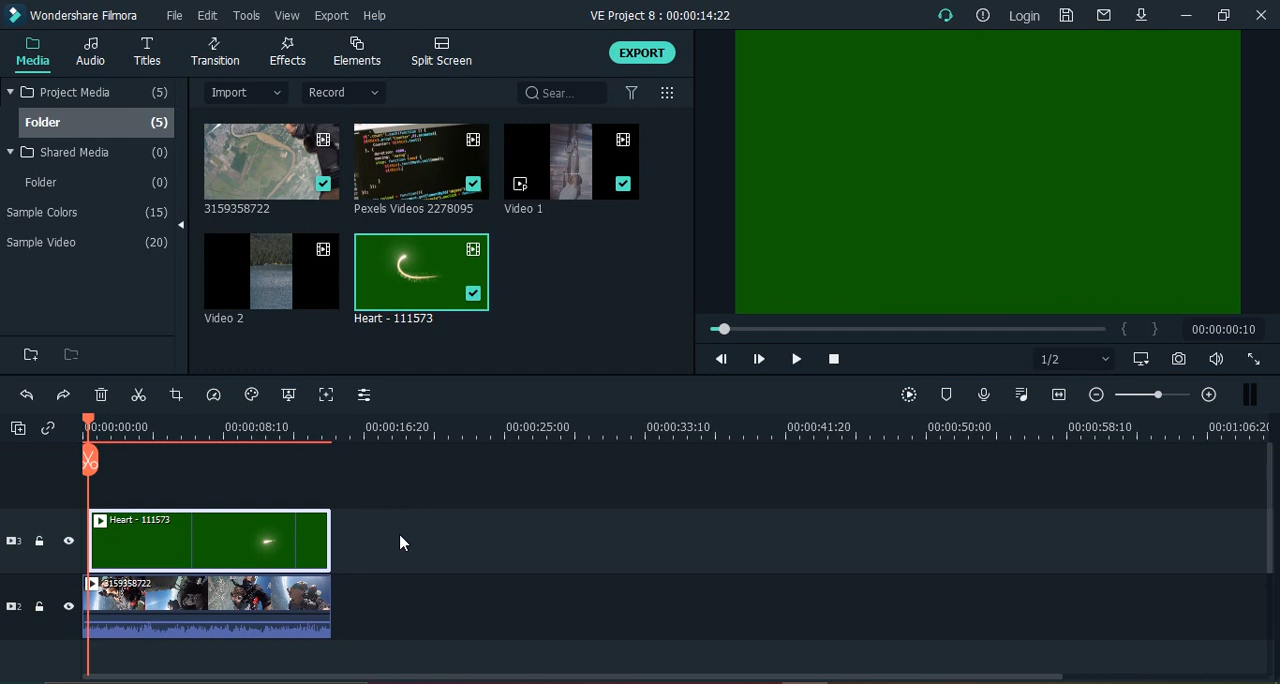 Wondershare Filmora File Edit Tools View Export Help VE Project 8 : 00:00:14:22 Login
Media Audio Titles Transition Effects Elements Split Screen EXPORT
Project Media (5)
Folder (5)
Shared Media (0)
Folder (0)
Sample Colors (15)
Sample Video (20)
Import Record Sear...
3159358722 Pexels Videos 2278095 Video 1
Video 2 Heart - 111573
{ } 00:00:00:10
1/2
00:00:00:00 00:00:08:10 00:00:16:20 00:00:25:00 00:00:33:10 00:00:41:20 00:00:50:00 00:00:58:10 00:01:06:2
3 Heart - 111573
2 3159358722